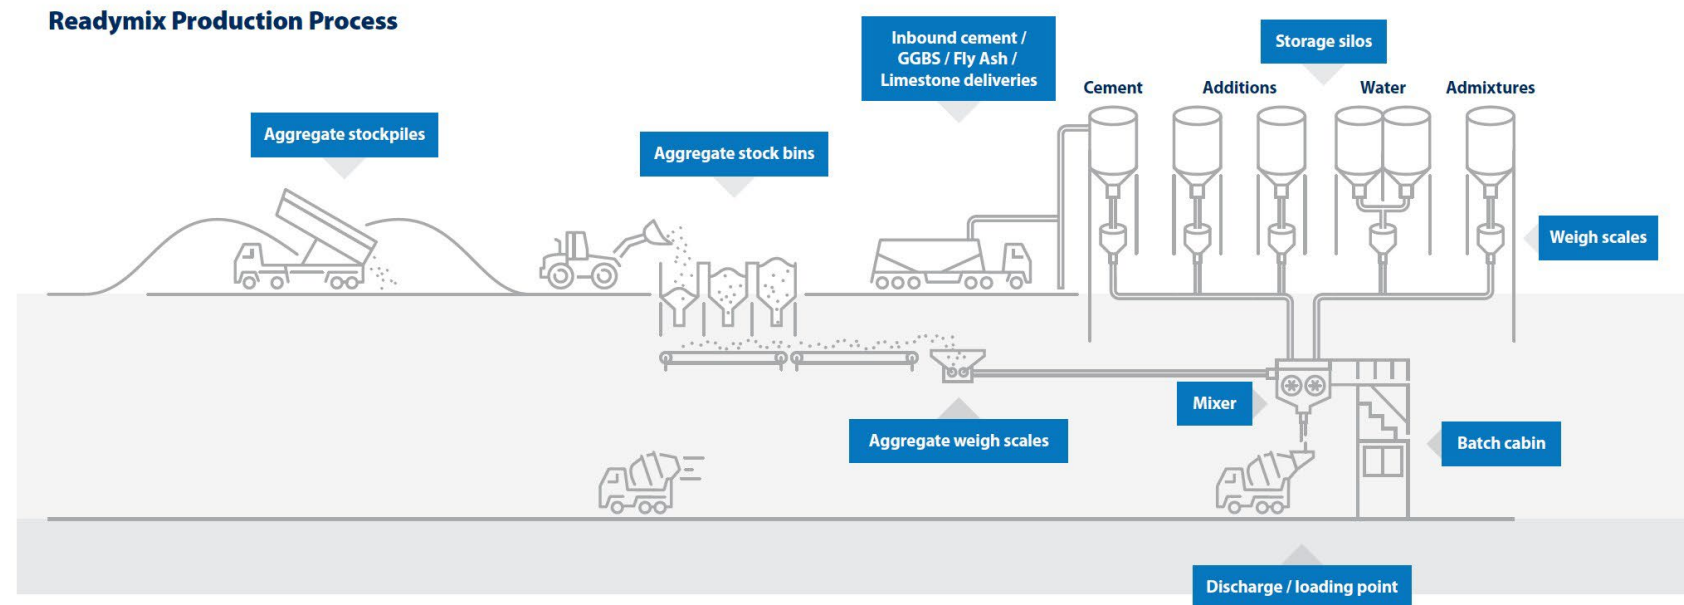 Readymix Production Process
Inbound cement /
GGBS / Fly Ash /
Limestone deliveries
Storage silos
Cement
Additions
Water
Admixtures
Aggregate stockpiles
Aggregate stock bins
Weigh scales
Mixer
Aggregate weigh scales
Batch cabin
Discharge / loading point